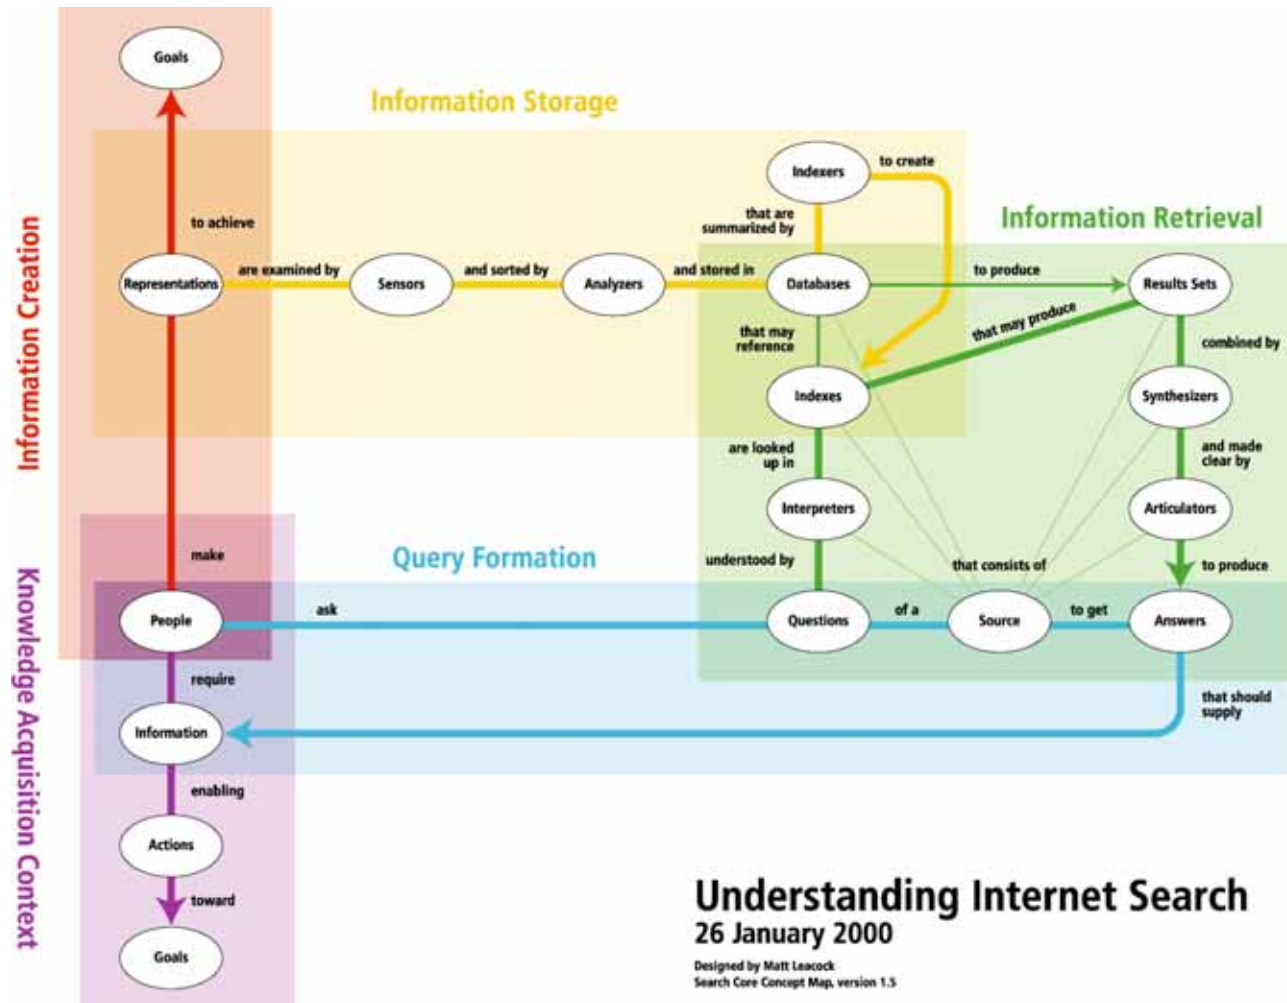 Goals
Information Storage
Indexers
to create
that are
summarized by
Information Retrieval
to achieve
Information Creation
Representations
are examined by
Sensors
and sorted by
Analyzers
and stored in
Databases
to produce
Results Sets
that may
reference
that may produce
combined by
Indexes
Synthesizers
are looked
up in
and made
clear by
Interpreters
Articulators
make
Query Formation
understood by
that consists of
to produce
Knowledge Acquisition Context
People
ask
Questions
of a
Source
to get
Answers
require
that should
supply
Information
enabling
Actions
toward
Goals
Understanding Internet Search
26 January 2000
Designed by Matt Leacock
Search Core Concept Map, version 1.5